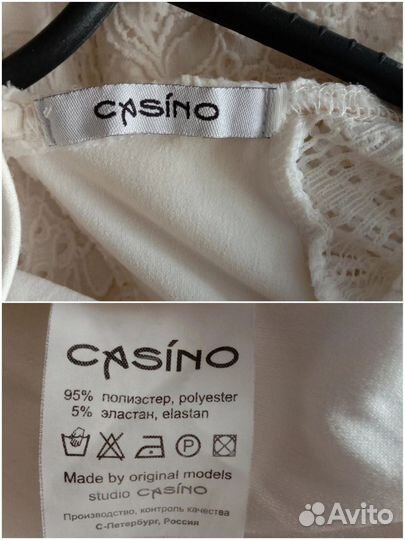 CASÍNO
CASÍNO
95% полиэстер, polyester
5% эластан, elastan
P
Made by original models
studio CASÍNO
Производство, контроль качества
С-Петербург, Россия
Avito